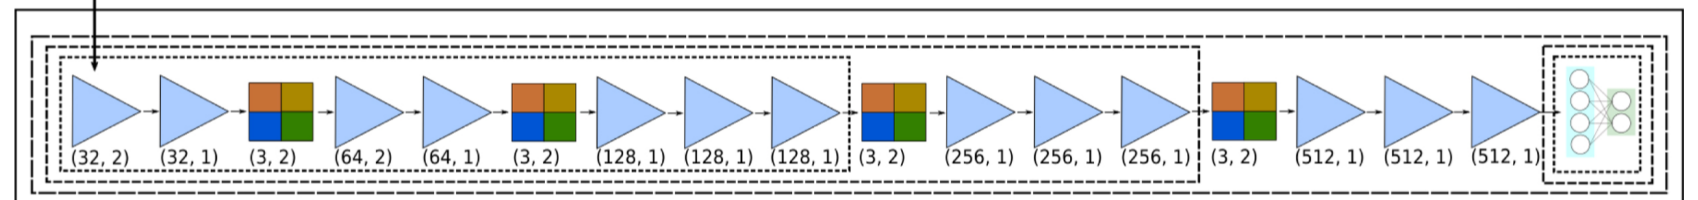 (32, 2) (32, 1) (3, 2) (64, 2) (64, 1) (3, 2) (128, 1) (128, 1) (128, 1) (3, 2) (256, 1) (256, 1) (256, 1) (3, 2) (512, 1) (512, 1) (512, 1)